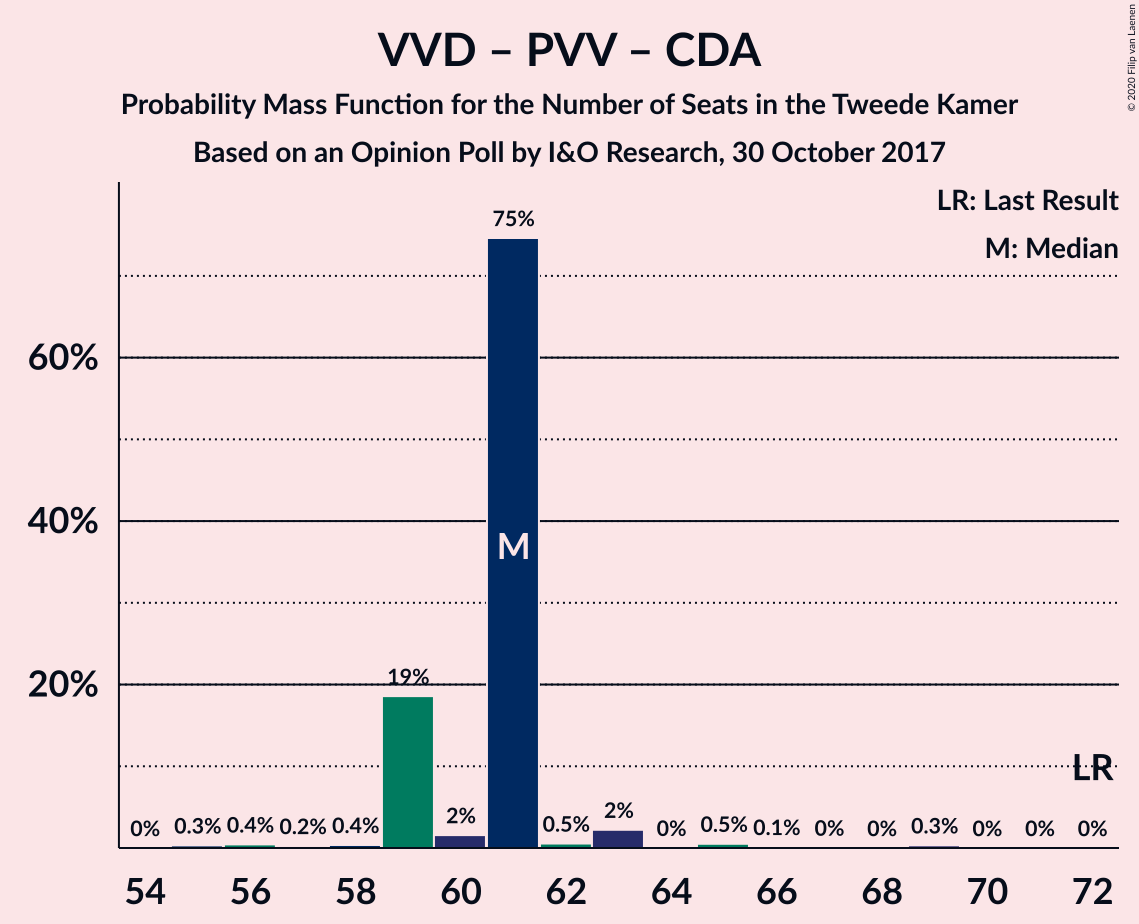 VVD – PVV – CDA
Probability Mass Function for the Number of Seats in the Tweede Kamer
Based on an Opinion Poll by I&O Research, 30 October 2017
© 2020 Filip van Laenen
LR: Last Result
M: Median
75%
60%
M
40%
19%
20%
LR
0% 0.3% 0.4% 0.2% 0.4% 2% 0.5% 2% 0% 0.5% 0.1% 0% 0% 0.3% 0% 0% 0%
54 56 58 60 62 64 66 68 70 72